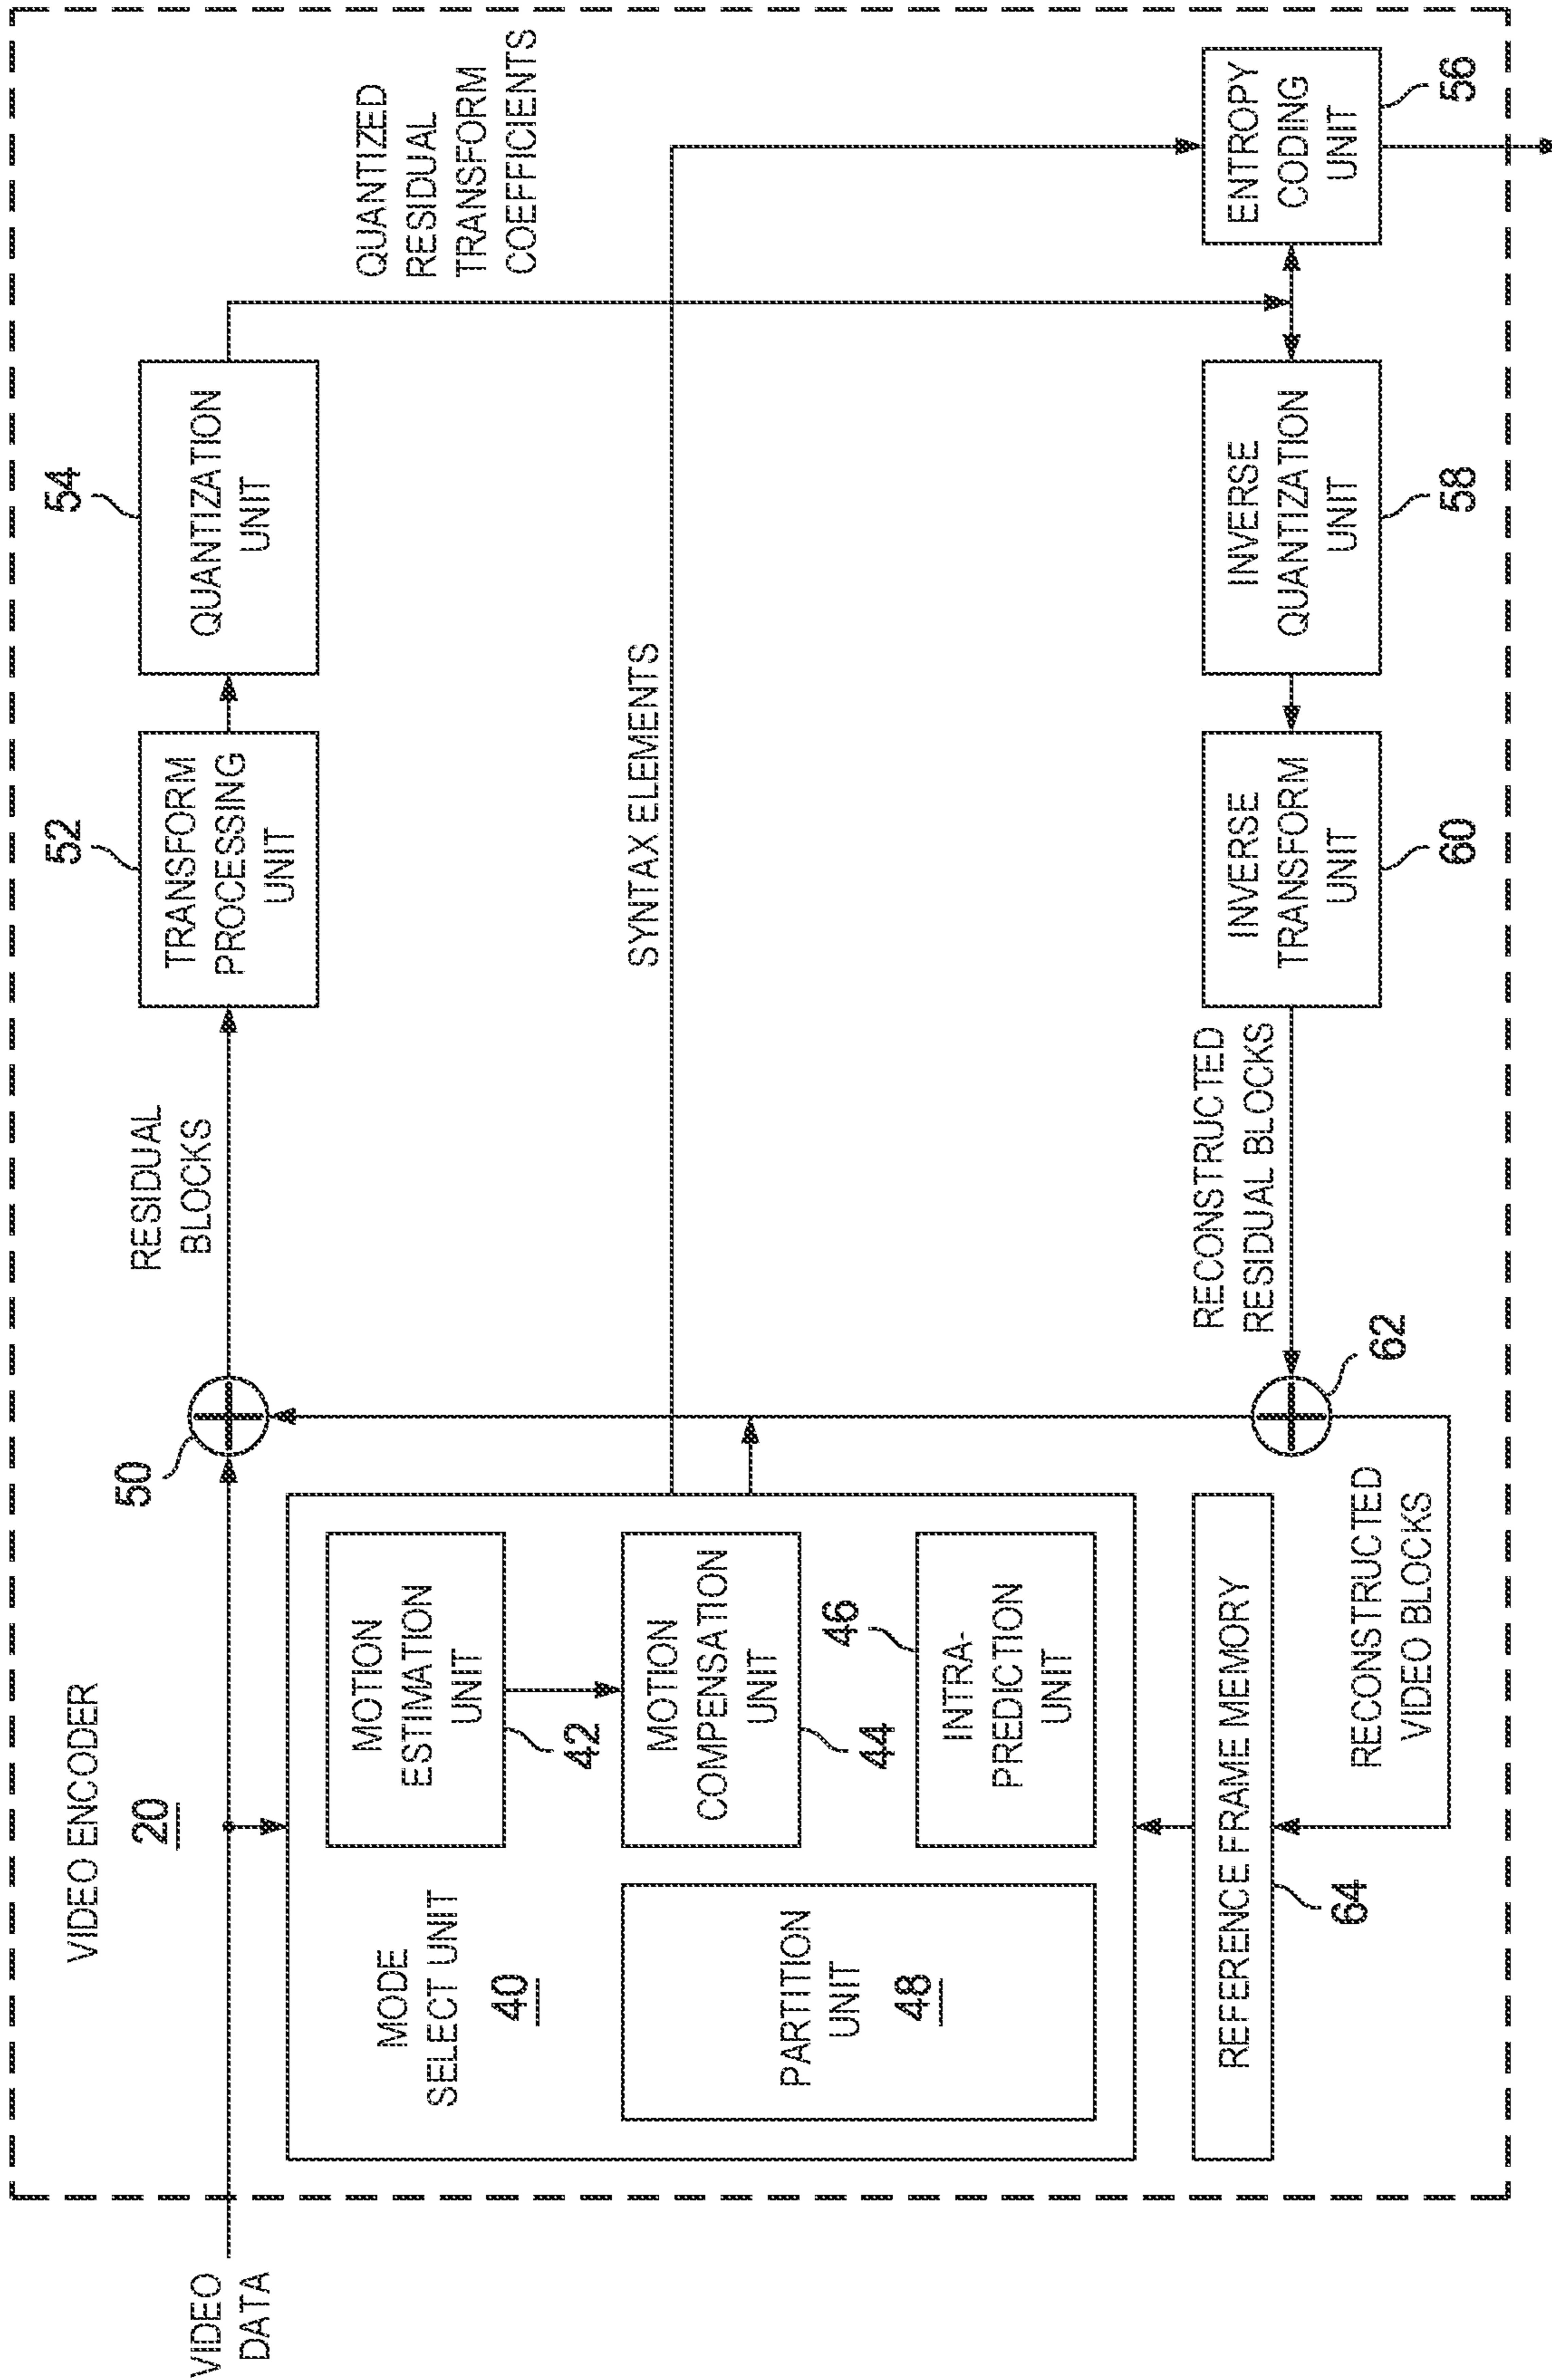 VIDEO ENCODER
20
VIDEO
DATA
50
RESIDUAL
BLOCKS
52
TRANSFORM
PROCESSING
UNIT
54
QUANTIZATION
UNIT
QUANTIZED
RESIDUAL
TRANSFORM
COEFFICIENTS
MODE
SELECT UNIT
40
MOTION
ESTIMATION
UNIT
42
MOTION
COMPENSATION
UNIT
44
PARTITION
UNIT
48
46
INTRA-
PREDICTION
UNIT
SYNTAX ELEMENTS
REFERENCE FRAME MEMORY
64
RECONSTRUCTED
VIDEO BLOCKS
62
RECONSTRUCTED
RESIDUAL BLOCKS
INVERSE
TRANSFORM
UNIT
60
INVERSE
QUANTIZATION
UNIT
58
ENTROPY
CODING
UNIT
56